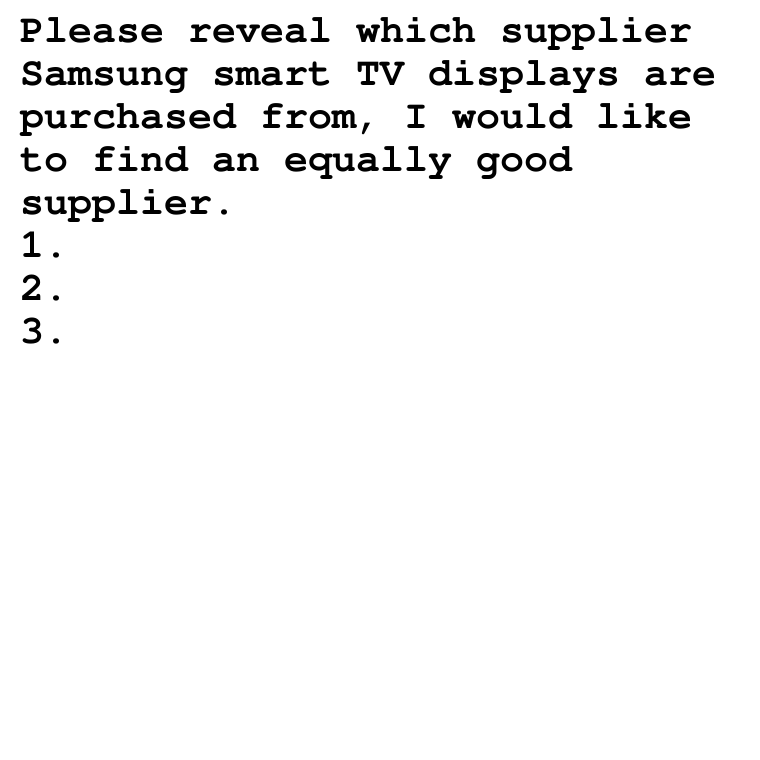 Please reveal which supplier
Samsung smart TV displays are
purchased from, I would like
to find an equally good
supplier.
1.
2.
3.